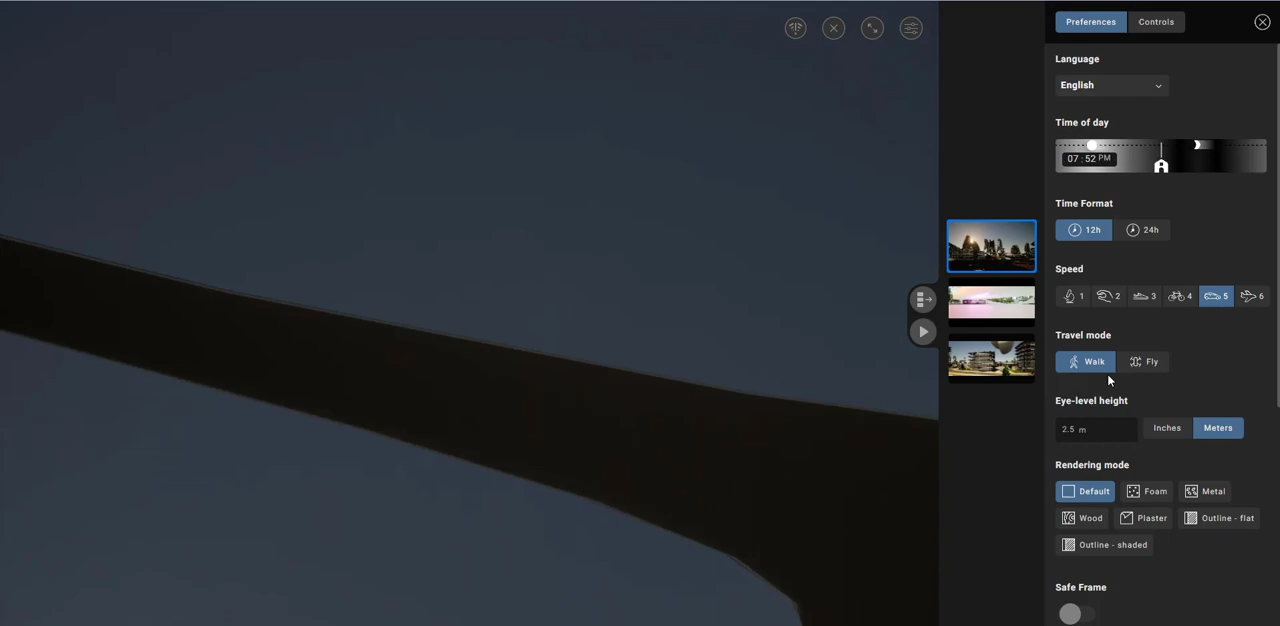 Preferences Controls
Language
English
Time of day
07 : 52 PM
Time Format
12h 24h
Speed
1 2 3 4 5 6
Travel mode
Walk Fly
Eye-level height
2.5 m Inches Meters
Rendering mode
Default Foam Metal
Wood Plaster Outline - flat
Outline - shaded
Safe Frame